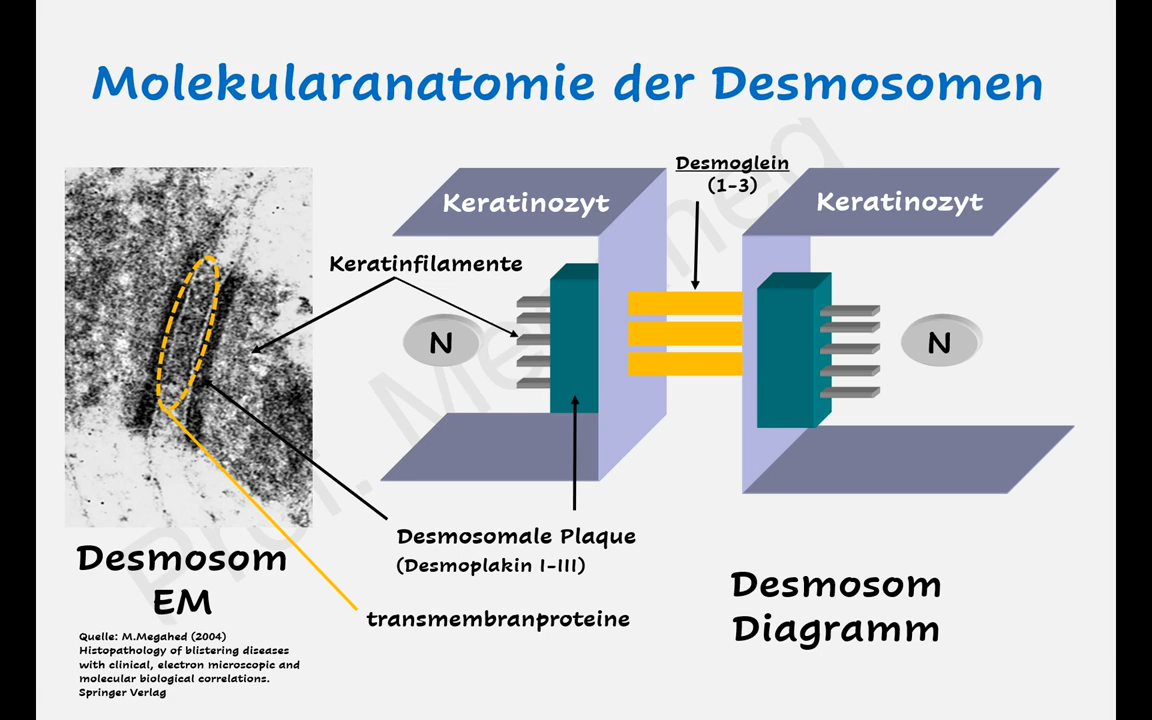 Molekularanatomie der Desmosomen
Desmoglein
(1-3)
Keratinozyt
Keratinozyt
Keratinfilamente
N
N
Desmosomale Plaque
(Desmoplakin I-III)
transmembranproteine
Desmosom
EM
Desmosom
Diagramm
Quelle: M.Megahed (2004)
Histopathology of blistering diseases
with clinical, electron microscopic and
molecular biological correlations.
Springer Verlag